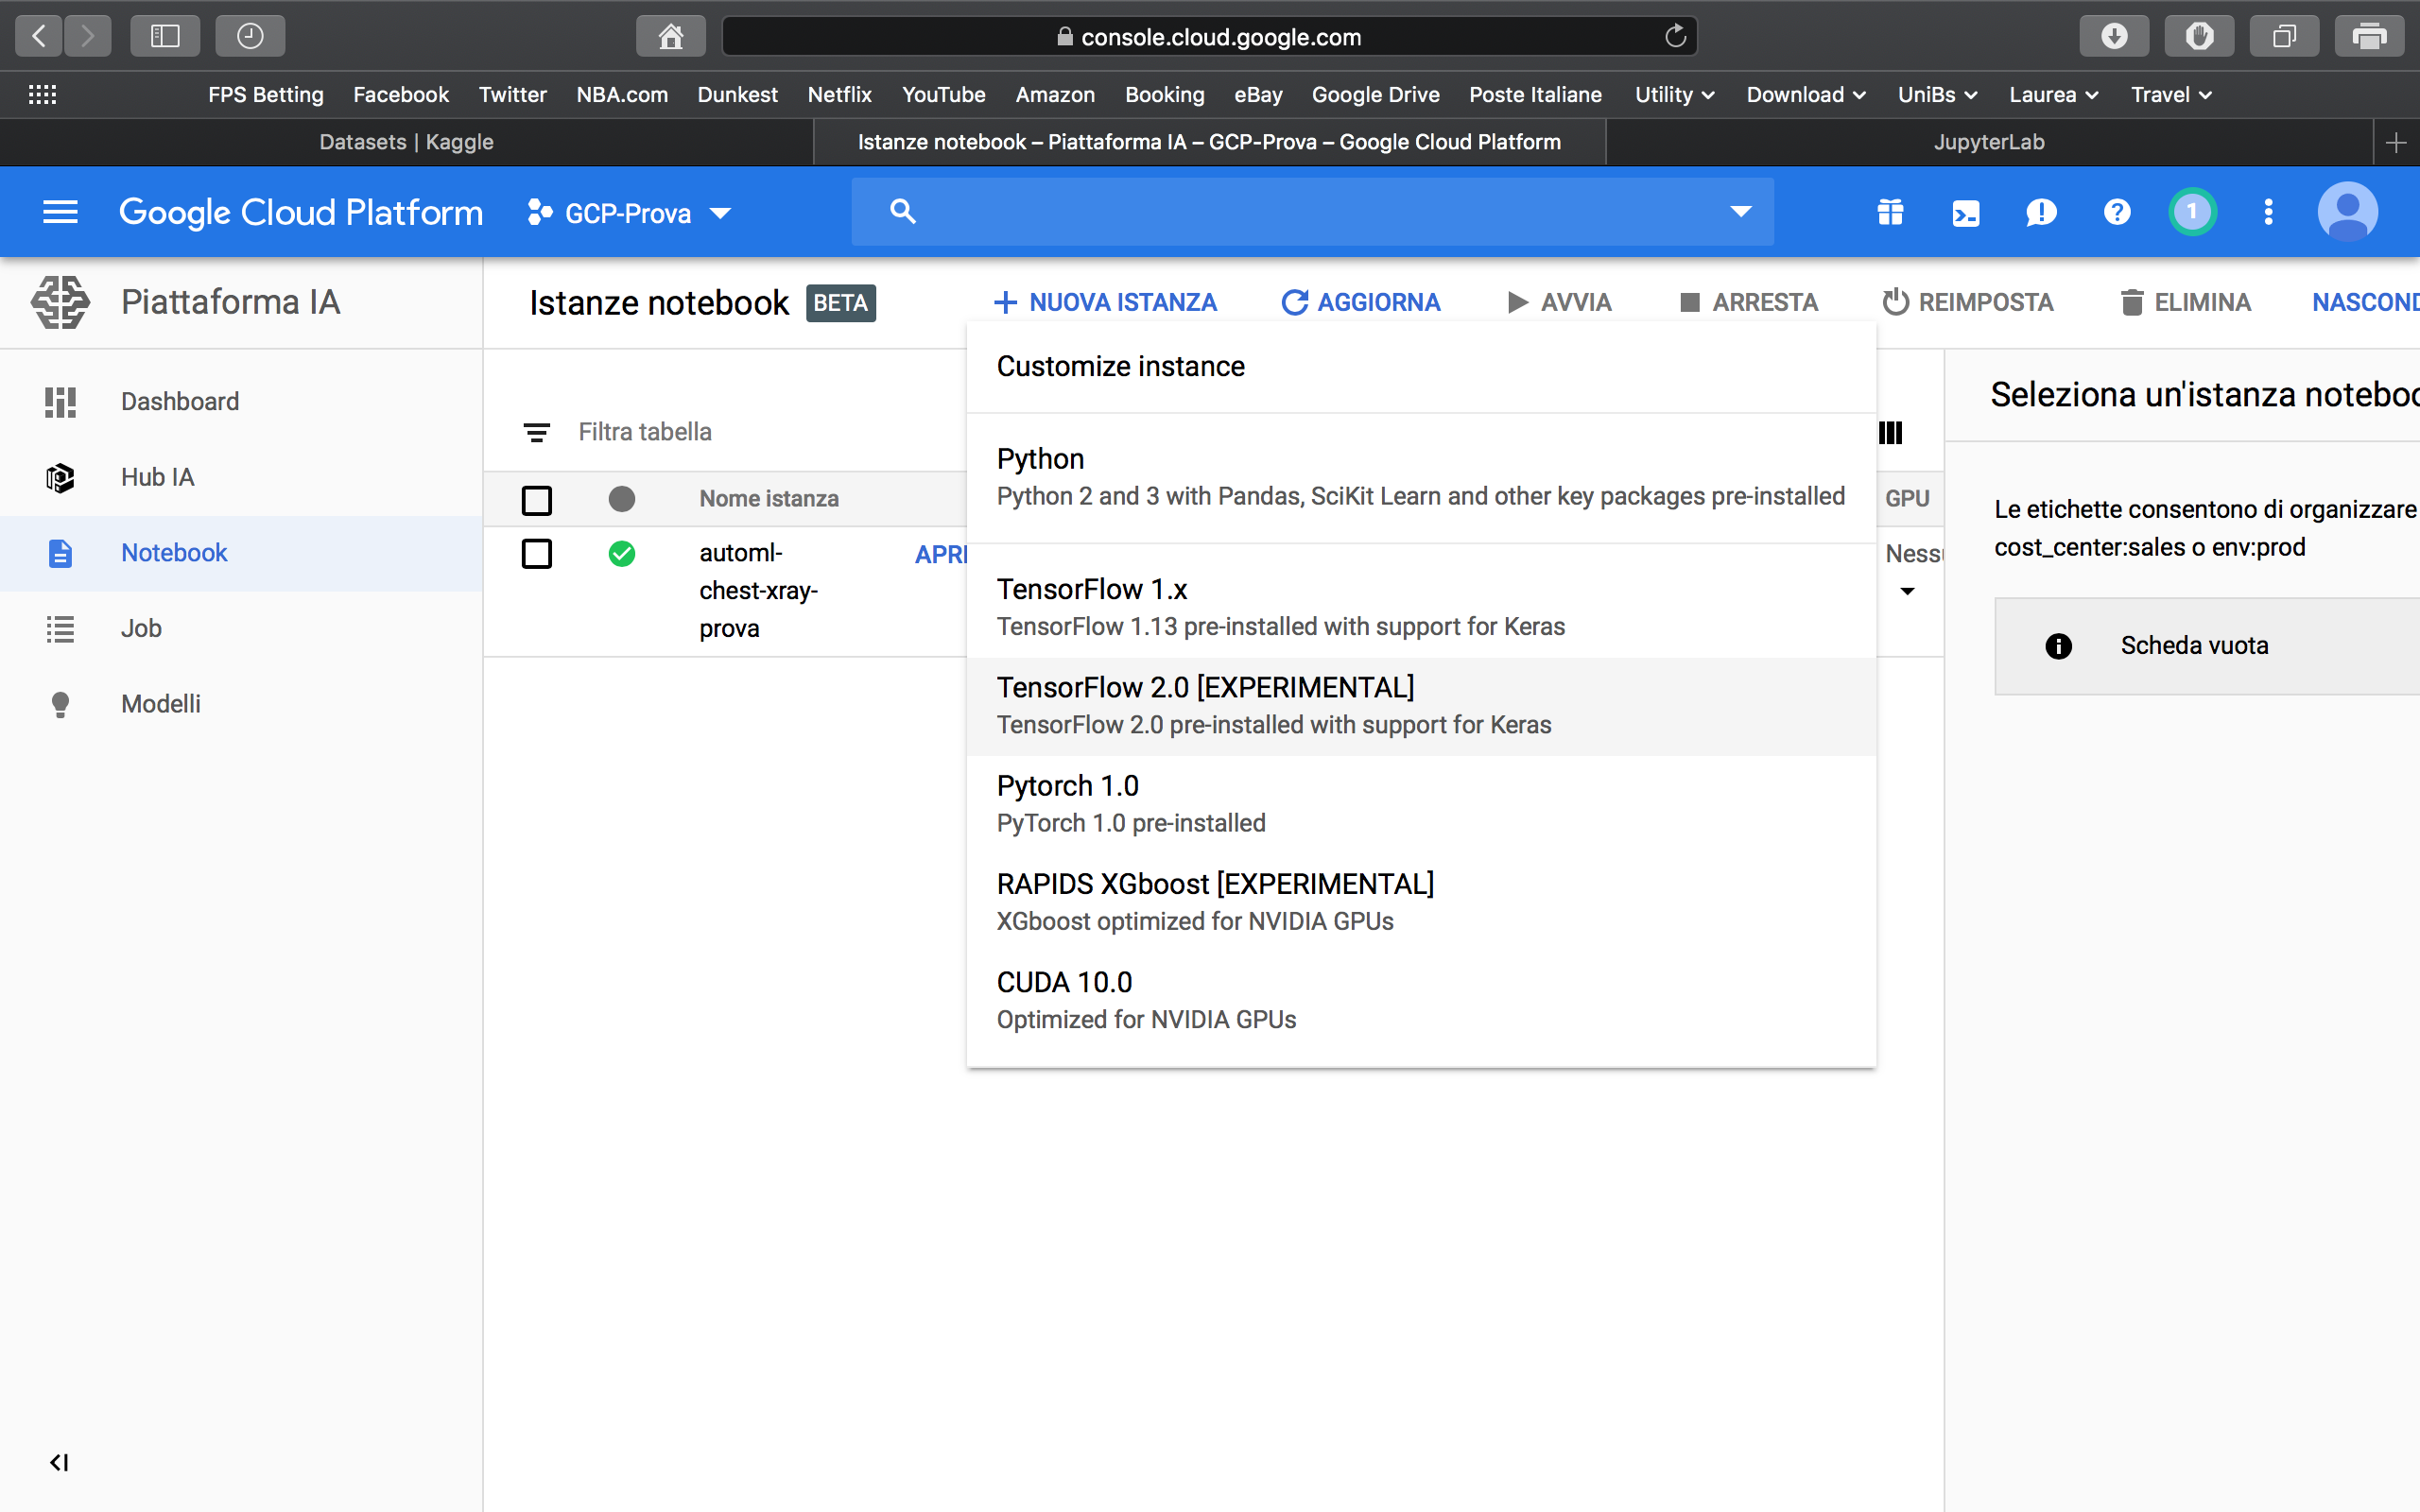 console.cloud.google.com
FPS Betting Facebook Twitter NBA.com Dunkest Netflix YouTube Amazon Booking eBay Google Drive Poste Italiane Utility Download UniBs Laurea Travel
Datasets | Kaggle
Istanze notebook – Piattaforma IA – GCP-Prova – Google Cloud Platform
JupyterLab
Google Cloud Platform
GCP-Prova
1
Piattaforma IA
Istanze notebook BETA
NUOVA ISTANZA
AGGIORNA
AVVIA
ARRESTA
REIMPOSTA
ELIMINA
NASCOND
Dashboard
Hub IA
Notebook
Job
Modelli
Filtra tabella
Nome istanza
GPU
automl-
chest-xray-
prova
APRI
Nessu
Customize instance
Python
Python 2 and 3 with Pandas, SciKit Learn and other key packages pre-installed
TensorFlow 1.x
TensorFlow 1.13 pre-installed with support for Keras
TensorFlow 2.0 [EXPERIMENTAL]
TensorFlow 2.0 pre-installed with support for Keras
Pytorch 1.0
PyTorch 1.0 pre-installed
RAPIDS XGboost [EXPERIMENTAL]
XGboost optimized for NVIDIA GPUs
CUDA 10.0
Optimized for NVIDIA GPUs
Seleziona un'istanza noteboo
Le etichette consentono di organizzare
cost_center:sales o env:prod
Scheda vuota